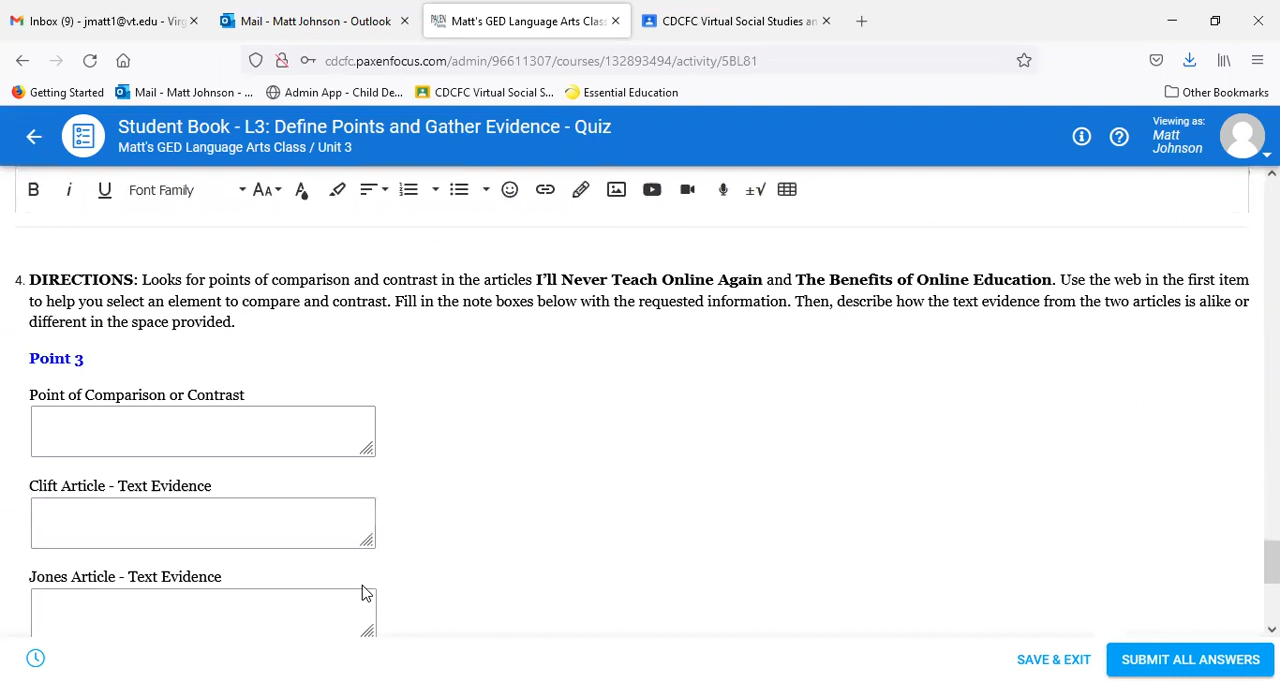 Inbox (9) - jmatt1@vt.edu - Virg
Mail - Matt Johnson - Outlook
Matt's GED Language Arts Clas
CDCFC Virtual Social Studies an
cdcfc.paxenfocus.com/admin/96611307/courses/132893494/activity/5BL81
Getting Started
Mail - Matt Johnson - ...
Admin App - Child De...
CDCFC Virtual Social S...
Essential Education
Other Bookmarks
Student Book - L3: Define Points and Gather Evidence - Quiz
Matt's GED Language Arts Class / Unit 3
Viewing as:
Matt
Johnson
B i U Font Family AA A ±√
4. DIRECTIONS: Looks for points of comparison and contrast in the articles I'll Never Teach Online Again and The Benefits of Online Education. Use the web in the first item
to help you select an element to compare and contrast. Fill in the note boxes below with the requested information. Then, describe how the text evidence from the two articles is alike or
different in the space provided.
Point 3
Point of Comparison or Contrast
Clift Article - Text Evidence
Jones Article - Text Evidence
SAVE & EXIT
SUBMIT ALL ANSWERS